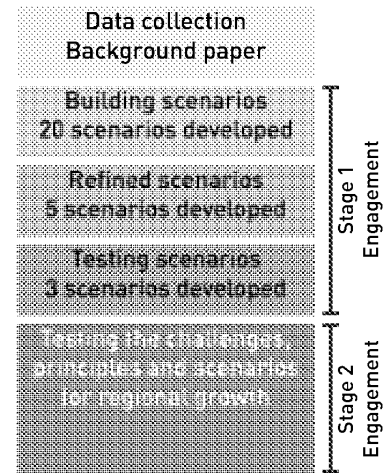 Data collection
Background paper
Building scenarios
20 scenarios developed
Refined scenarios
5 scenarios developed
Testing scenarios
3 scenarios developed
Stage 1
Engagement
Testing the challenges,
principles and scenarios
for regional growth
Stage 2
Engagement